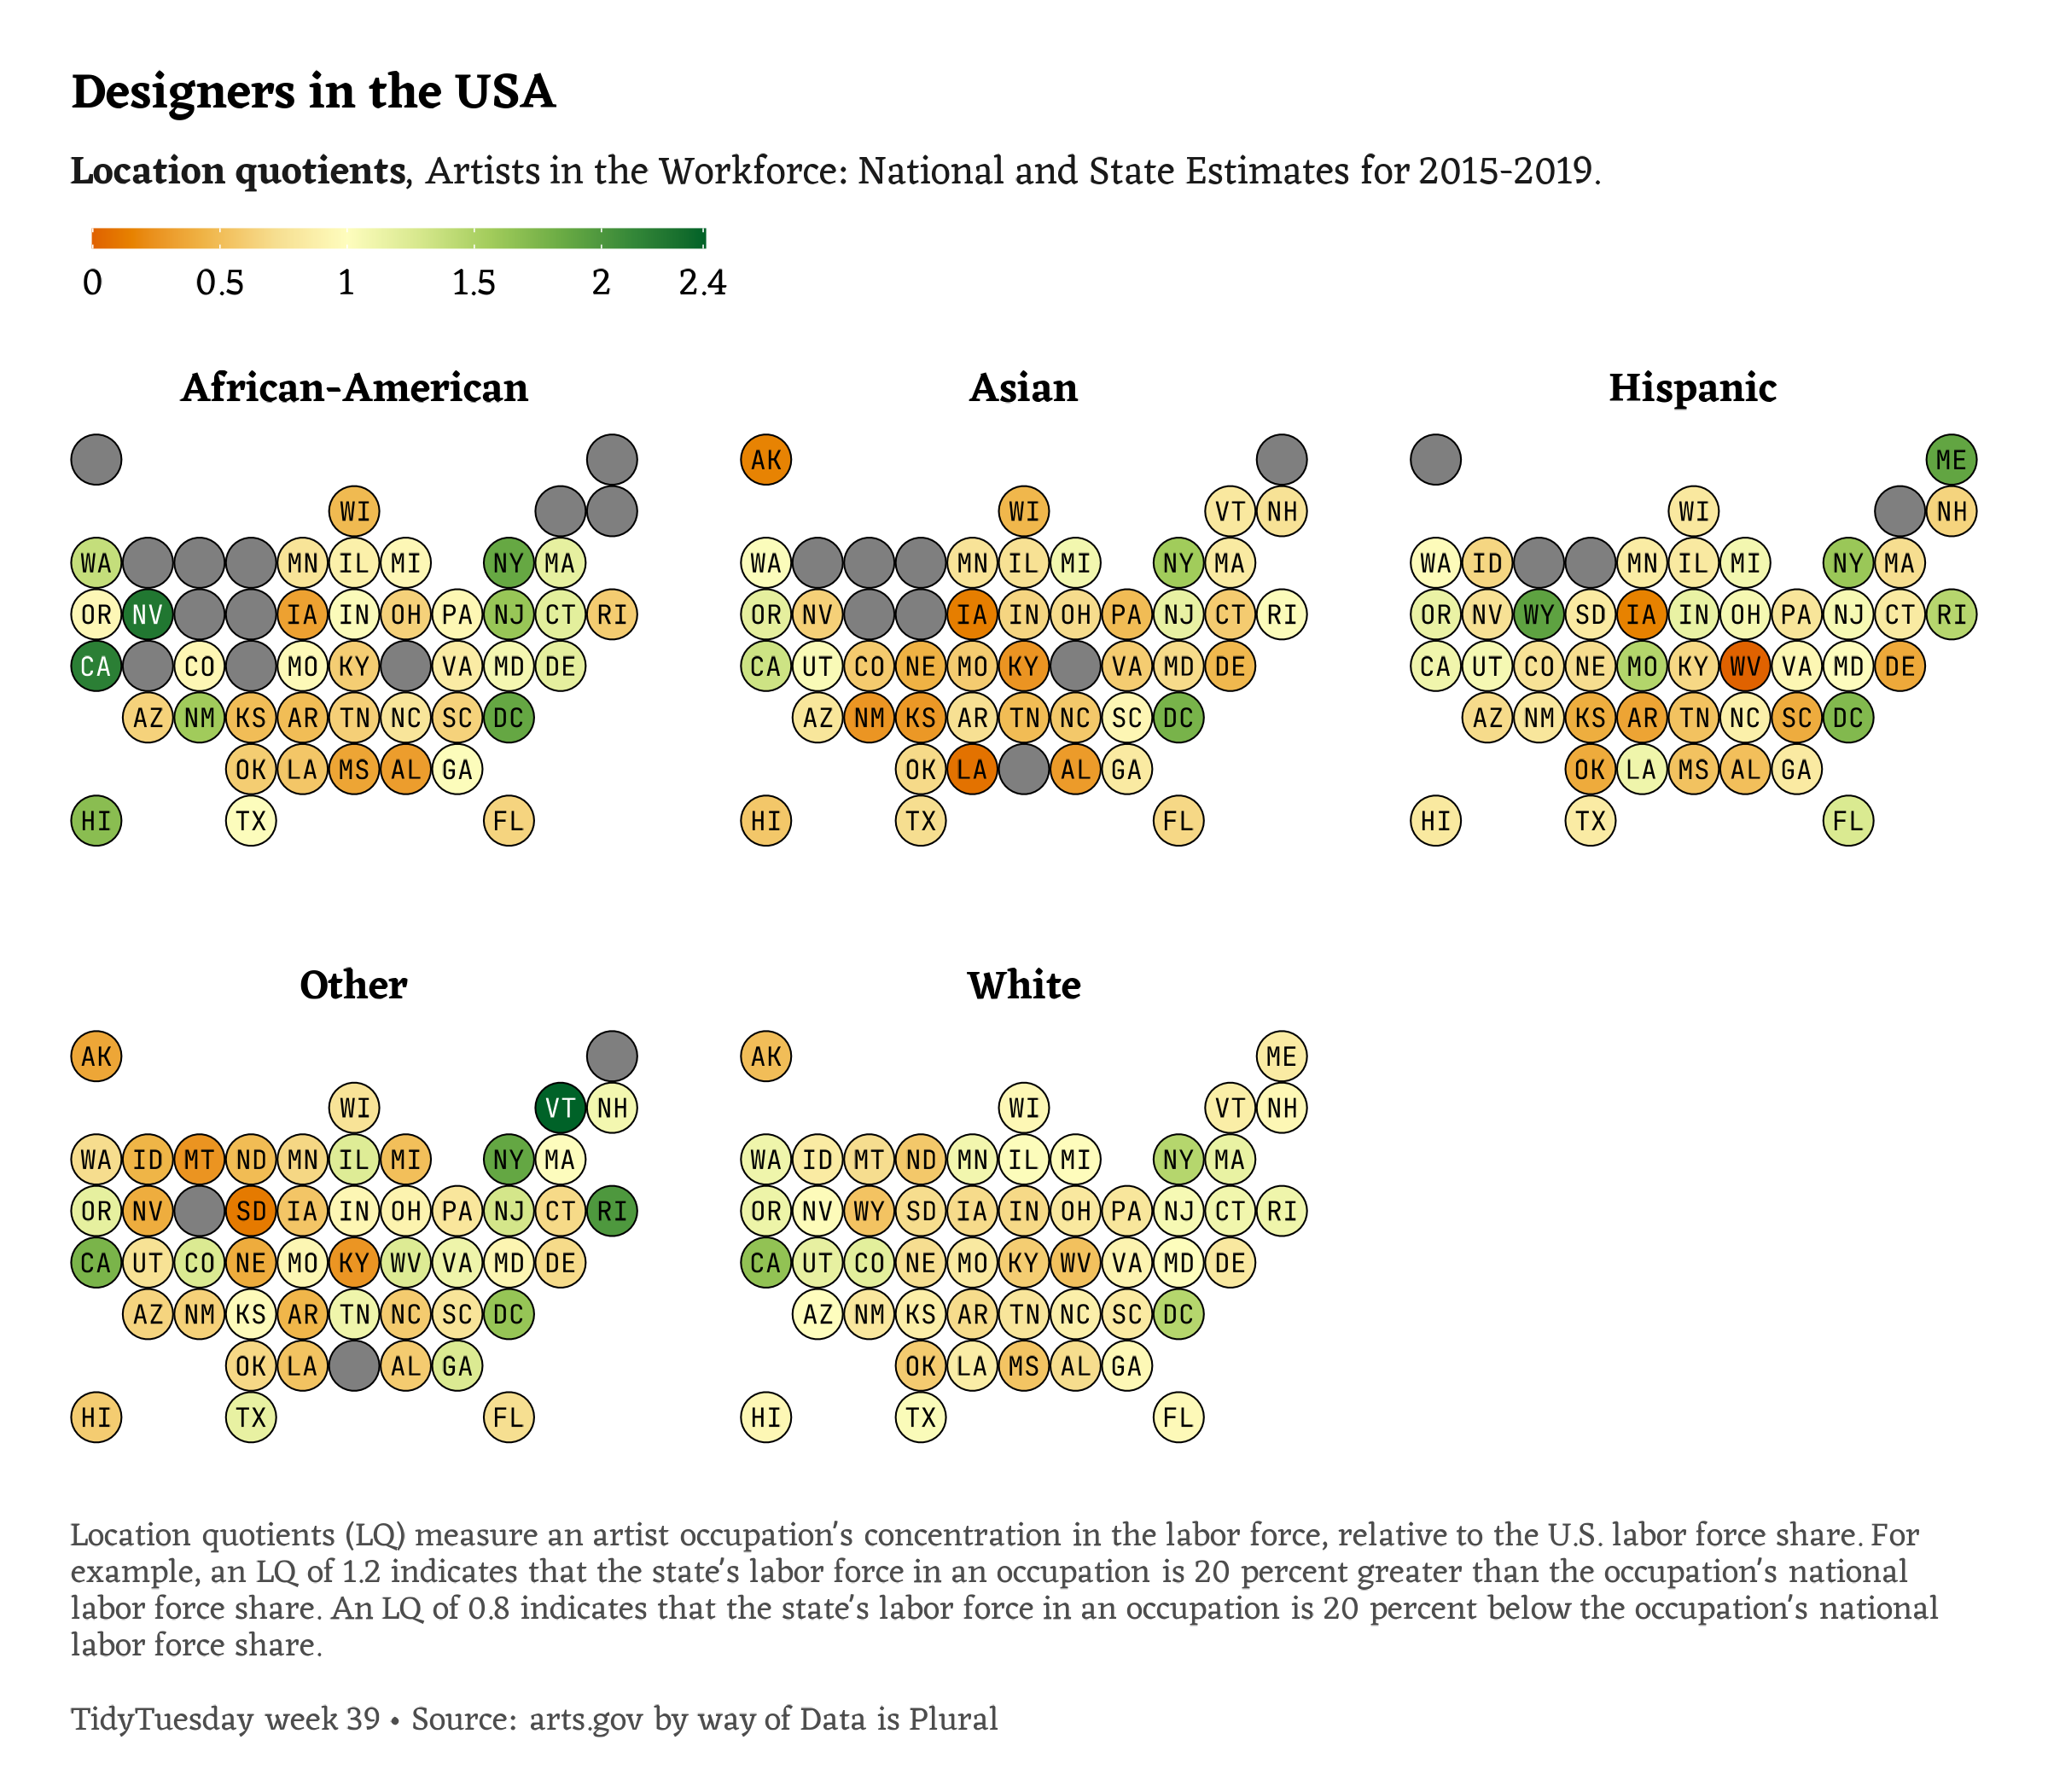 Designers in the USA
Location quotients, Artists in the Workforce: National and State Estimates for 2015-2019.
0 0.5 1 1.5 2 2.4
African-American
WI
WA MN IL MI NY MA
OR NV IA IN OH PA NJ CT RI
CA CO MO KY VA MD DE
AZ NM KS AR TN NC SC DC
OK LA MS AL GA
HI TX FL
Asian
AK
WI VT NH
WA MN IL MI NY MA
OR NV IA IN OH PA NJ CT RI
CA UT CO NE MO KY VA MD DE
AZ NM KS AR TN NC SC DC
OK LA AL GA
HI TX FL
Hispanic
ME
WI NH
WA ID MN IL MI NY MA
OR NV WY SD IA IN OH PA NJ CT RI
CA UT CO NE MO KY WV VA MD DE
AZ NM KS AR TN NC SC DC
OK LA MS AL GA
HI TX FL
Other
AK
WI VT NH
WA ID MT ND MN IL MI NY MA
OR NV SD IA IN OH PA NJ CT RI
CA UT CO NE MO KY WV VA MD DE
AZ NM KS AR TN NC SC DC
OK LA AL GA
HI TX FL
White
AK ME
WI VT NH
WA ID MT ND MN IL MI NY MA
OR NV WY SD IA IN OH PA NJ CT RI
CA UT CO NE MO KY WV VA MD DE
AZ NM KS AR TN NC SC DC
OK LA MS AL GA
HI TX FL
Location quotients (LQ) measure an artist occupation's concentration in the labor force, relative to the U.S. labor force share. For
example, an LQ of 1.2 indicates that the state's labor force in an occupation is 20 percent greater than the occupation's national
labor force share. An LQ of 0.8 indicates that the state's labor force in an occupation is 20 percent below the occupation's national
labor force share.
TidyTuesday week 39 • Source: arts.gov by way of Data is Plural